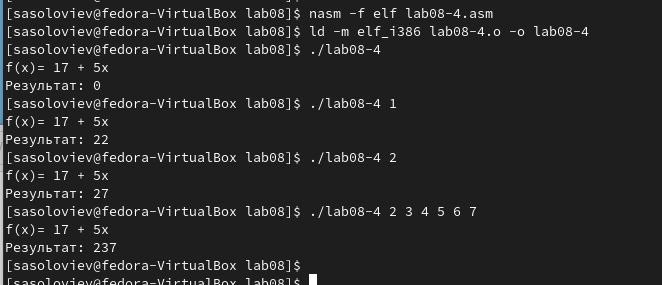 [sasoloviev@fedora-VirtualBox lab08]$ nasm -f elf lab08-4.asm
[sasoloviev@fedora-VirtualBox lab08]$ ld -m elf_i386 lab08-4.o -o lab08-4
[sasoloviev@fedora-VirtualBox lab08]$ ./lab08-4
f(x)= 17 + 5x
Результат: 0
[sasoloviev@fedora-VirtualBox lab08]$ ./lab08-4 1
f(x)= 17 + 5x
Результат: 22
[sasoloviev@fedora-VirtualBox lab08]$ ./lab08-4 2
f(x)= 17 + 5x
Результат: 27
[sasoloviev@fedora-VirtualBox lab08]$ ./lab08-4 2 3 4 5 6 7
f(x)= 17 + 5x
Результат: 237
[sasoloviev@fedora-VirtualBox lab08]$
[sasoloviev@fedora-VirtualBox lab08]$